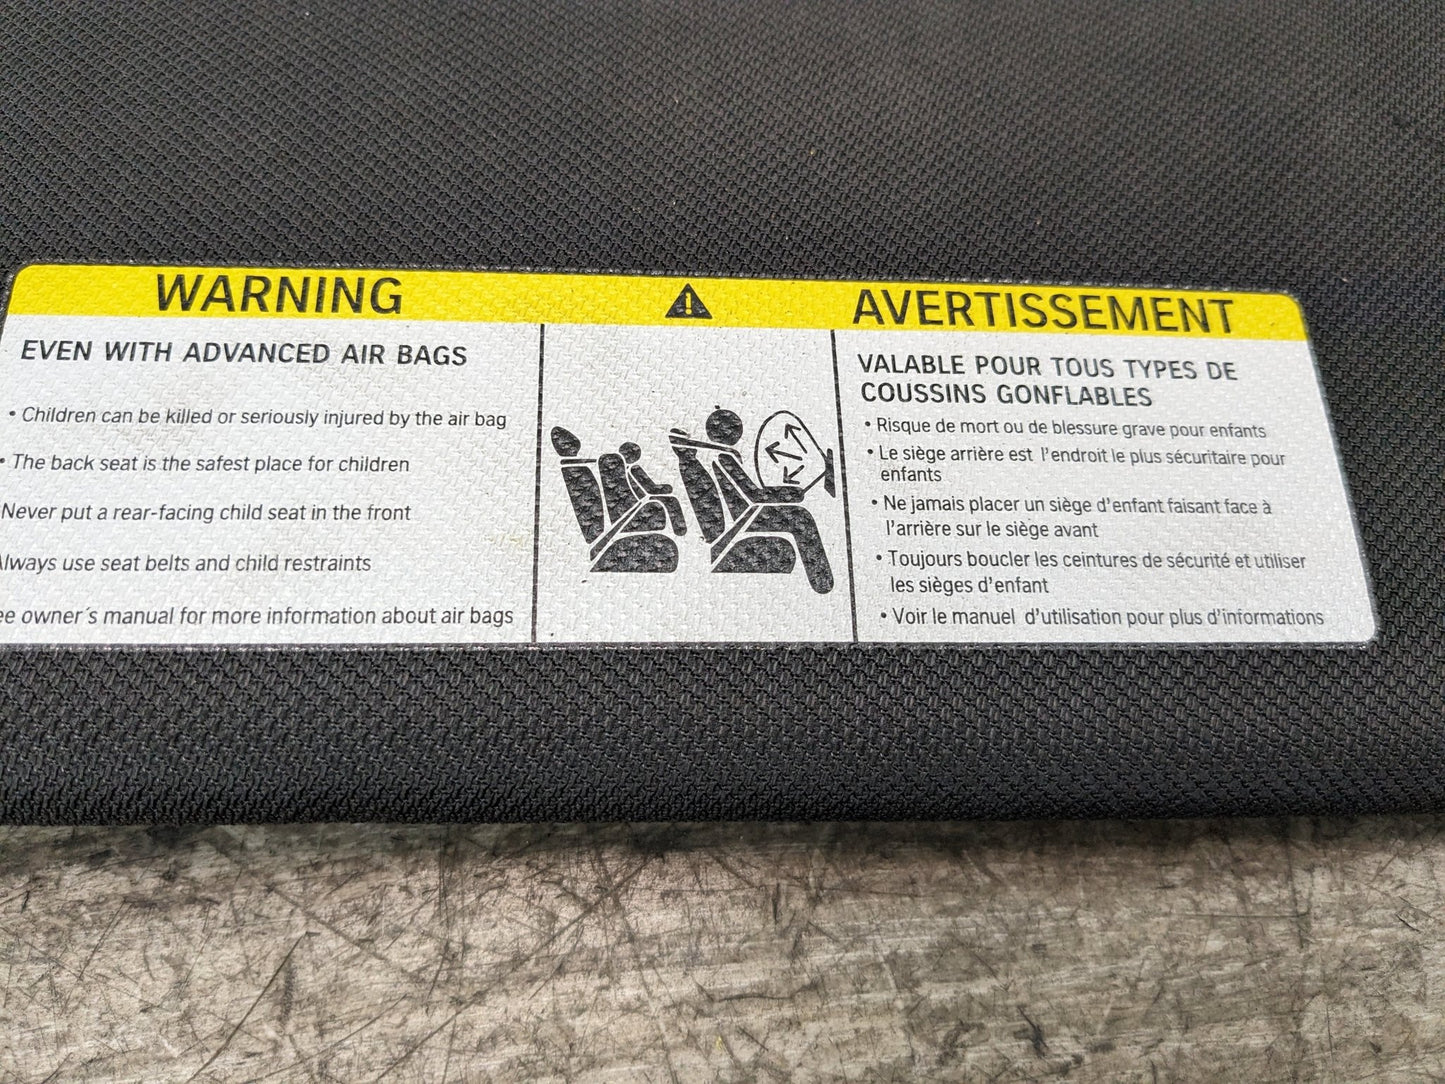 WARNING
EVEN WITH ADVANCED AIR BAGS
• Children can be killed or seriously injured by the air bag
• The back seat is the safest place for children
Never put a rear-facing child seat in the front
lways use seat belts and child restraints
ee owner´s manual for more information about air bags
AVERTISSEMENT
VALABLE POUR TOUS TYPES DE
COUSSINS GONFLABLES
• Risque de mort ou de blessure grave pour enfants
• Le siège arrière est l'endroit le plus sécuritaire pour
enfants
• Ne jamais placer un siège d'enfant faisant face à
l'arrière sur le siège avant
• Toujours boucler les ceintures de sécurité et utiliser
les sièges d'enfant
• Voir le manuel d'utilisation pour plus d'informations